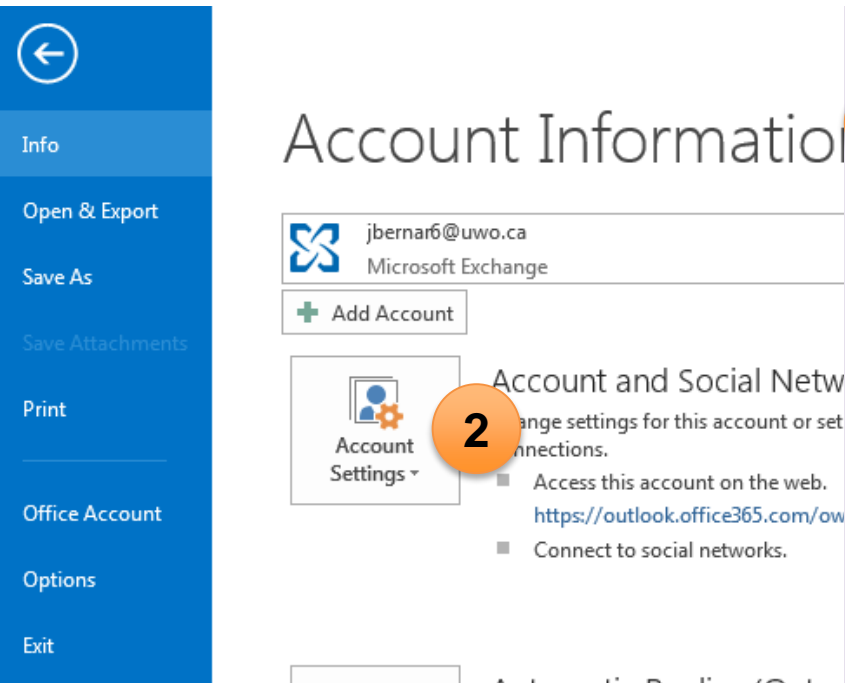 Info
Open & Export
Save As
Save Attachments
Print
Office Account
Options
Exit
Account Information
jbernar6@uwo.ca
Microsoft Exchange
Add Account
Account
Settings
2
Account and Social Netw
ange settings for this account or set
nnections.
Access this account on the web.
https://outlook.office365.com/ow
Connect to social networks.